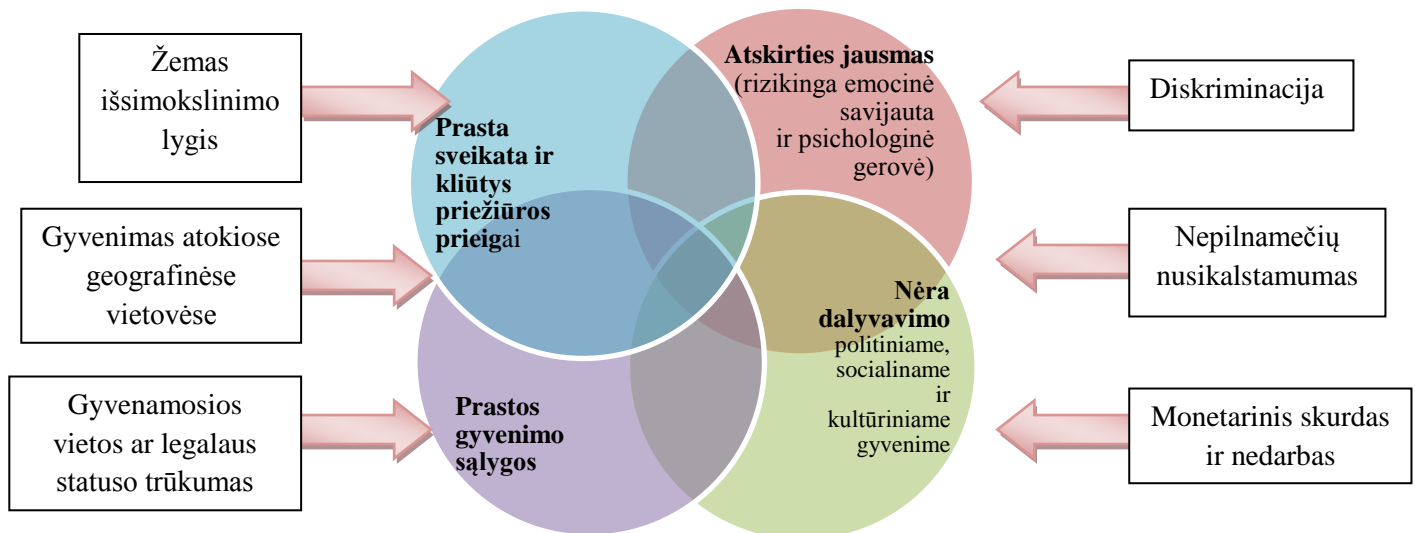 Žemas
išsimokslinimo
lygis
Gyvenimas atokiose
geografinėse
vietovėse
Gyvenamosios
vietos ar legalaus
statuso trūkumas
Prasta
sveikata ir
kliūtys
priežiūros
prieigai
Atskirties jausmas
(rizikinga emocinė
savijauta
ir psichologinė
gerovė)
Prastos
gyvenimo
sąlygos
Nėra
dalyvavimo
politiniame,
socialiname
ir
kultūriniame
gyvenime
Diskriminacija
Nepilnamečių
nusikalstamumas
Monetarinis skurdas
ir nedarbas